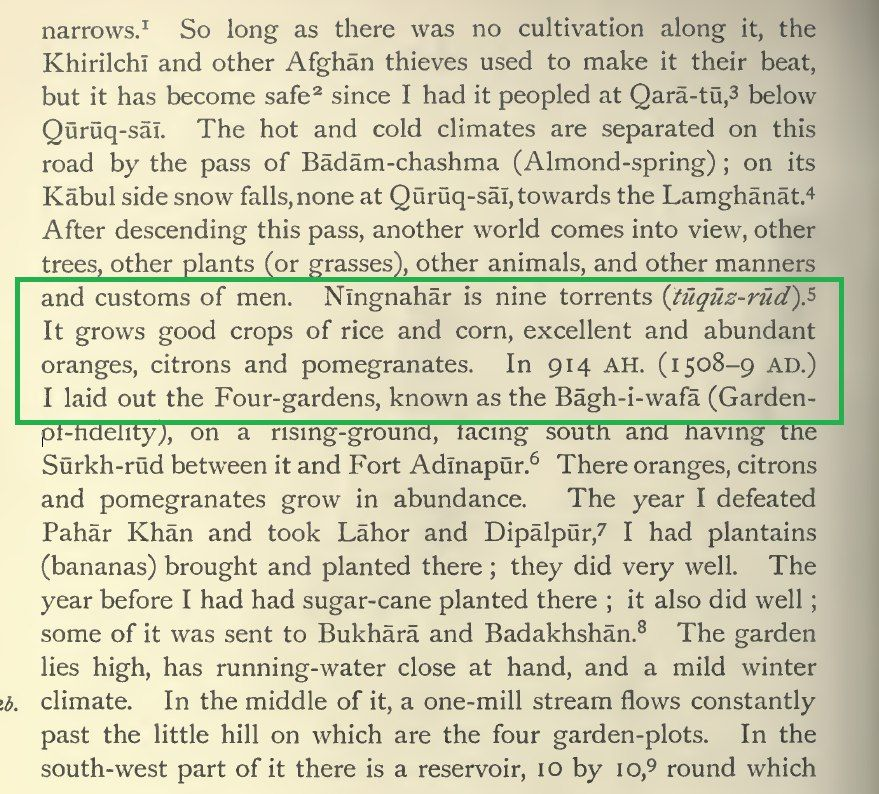 narrows.¹ So long as there was no cultivation along it, the
Khirilchī and other Afghān thieves used to make it their beat,
but it has become safe² since I had it peopled at Qarā-tū,³ below
Qūrūq-sāī. The hot and cold climates are separated on this
road by the pass of Bādām-chashma (Almond-spring) ; on its
Kābul side snow falls, none at Qūrūq-sāī, towards the Lamghānāt.⁴
After descending this pass, another world comes into view, other
trees, other plants (or grasses), other animals, and other manners
and customs of men. Nīngnahār is nine torrents (tūqūz-rūd).⁵
It grows good crops of rice and corn, excellent and abundant
oranges, citrons and pomegranates. In 914 AH. (1508–9 AD.)
I laid out the Four-gardens, known as the Bāgh-i-wafā (Garden-
of-fidelity), on a rising-ground, facing south and having the
Sūrkh-rūd between it and Fort Adīnapūr.⁶ There oranges, citrons
and pomegranates grow in abundance. The year I defeated
Pahār Khān and took Lāhor and Dipālpūr,⁷ I had plantains
(bananas) brought and planted there ; they did very well. The
year before I had had sugar-cane planted there ; it also did well ;
some of it was sent to Bukhārā and Badakhshān.⁸ The garden
lies high, has running-water close at hand, and a mild winter
climate. In the middle of it, a one-mill stream flows constantly
past the little hill on which are the four garden-plots. In the
south-west part of it there is a reservoir, 10 by 10,⁹ round which